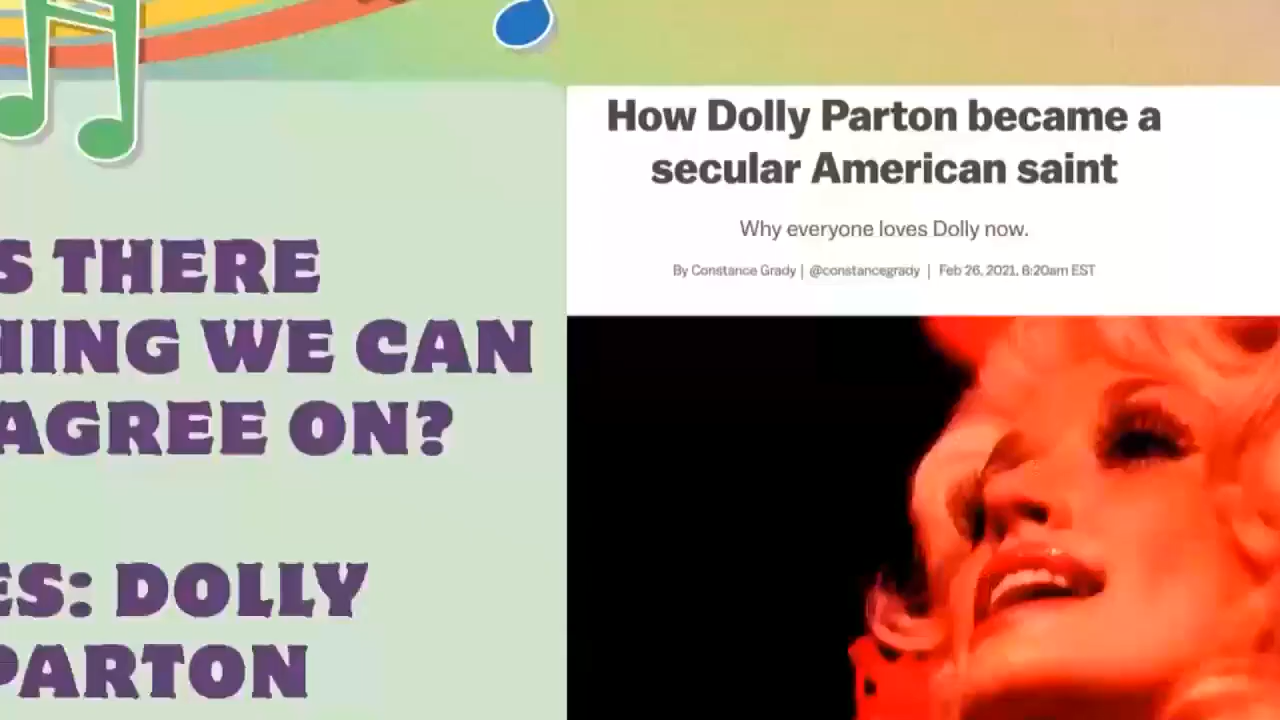 S THERE
HING WE CAN
AGREE ON?
ES: DOLLY
PARTON
How Dolly Parton became a
secular American saint
Why everyone loves Dolly now.
By Constance Grady | @constancegrady | Feb 26, 2021, 8:20am EST